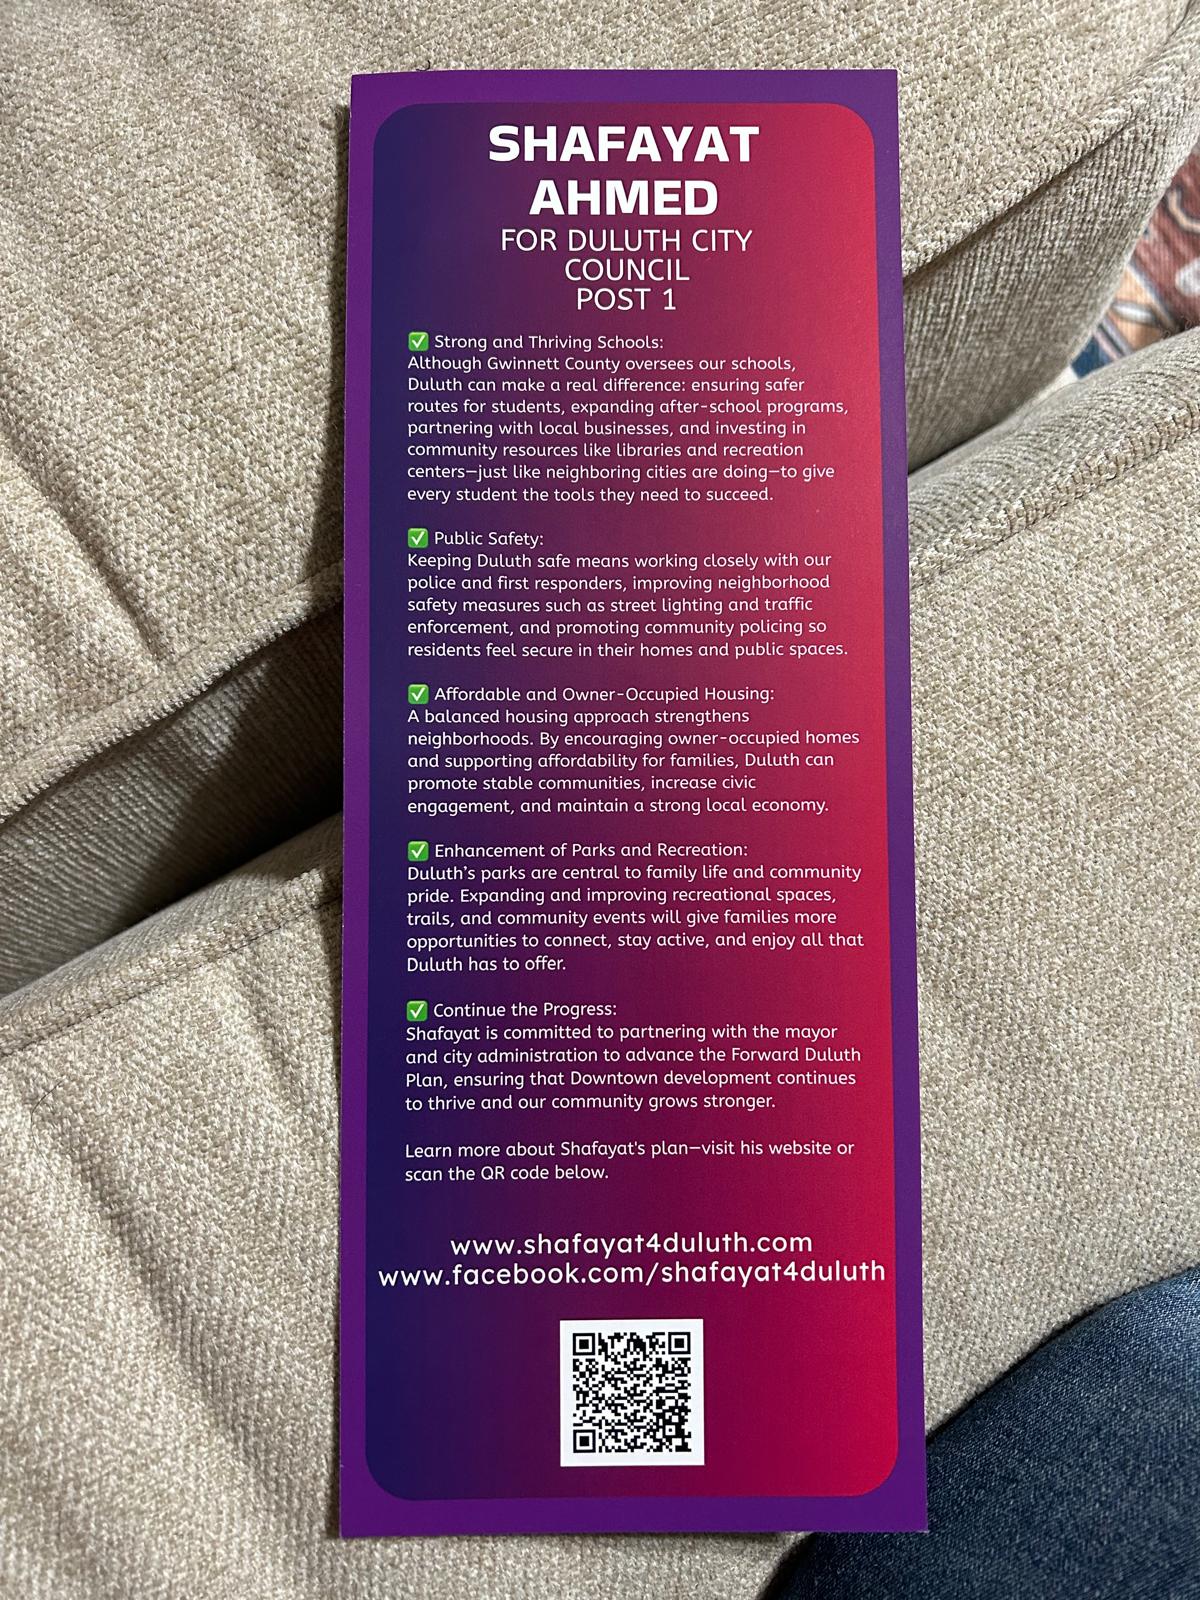 SHAFAYAT
AHMED
FOR DULUTH CITY
COUNCIL
POST 1
✅ Strong and Thriving Schools:
Although Gwinnett County oversees our schools,
Duluth can make a real difference: ensuring safer
routes for students, expanding after-school programs,
partnering with local businesses, and investing in
community resources like libraries and recreation
centers—just like neighboring cities are doing—to give
every student the tools they need to succeed.
✅ Public Safety:
Keeping Duluth safe means working closely with our
police and first responders, improving neighborhood
safety measures such as street lighting and traffic
enforcement, and promoting community policing so
residents feel secure in their homes and public spaces.
✅ Affordable and Owner-Occupied Housing:
A balanced housing approach strengthens
neighborhoods. By encouraging owner-occupied homes
and supporting affordability for families, Duluth can
promote stable communities, increase civic
engagement, and maintain a strong local economy.
✅ Enhancement of Parks and Recreation:
Duluth's parks are central to family life and community
pride. Expanding and improving recreational spaces,
trails, and community events will give families more
opportunities to connect, stay active, and enjoy all that
Duluth has to offer.
✅ Continue the Progress:
Shafayat is committed to partnering with the mayor
and city administration to advance the Forward Duluth
Plan, ensuring that Downtown development continues
to thrive and our community grows stronger.
Learn more about Shafayat's plan—visit his website or
scan the QR code below.
www.shafayat4duluth.com
www.facebook.com/shafayat4duluth